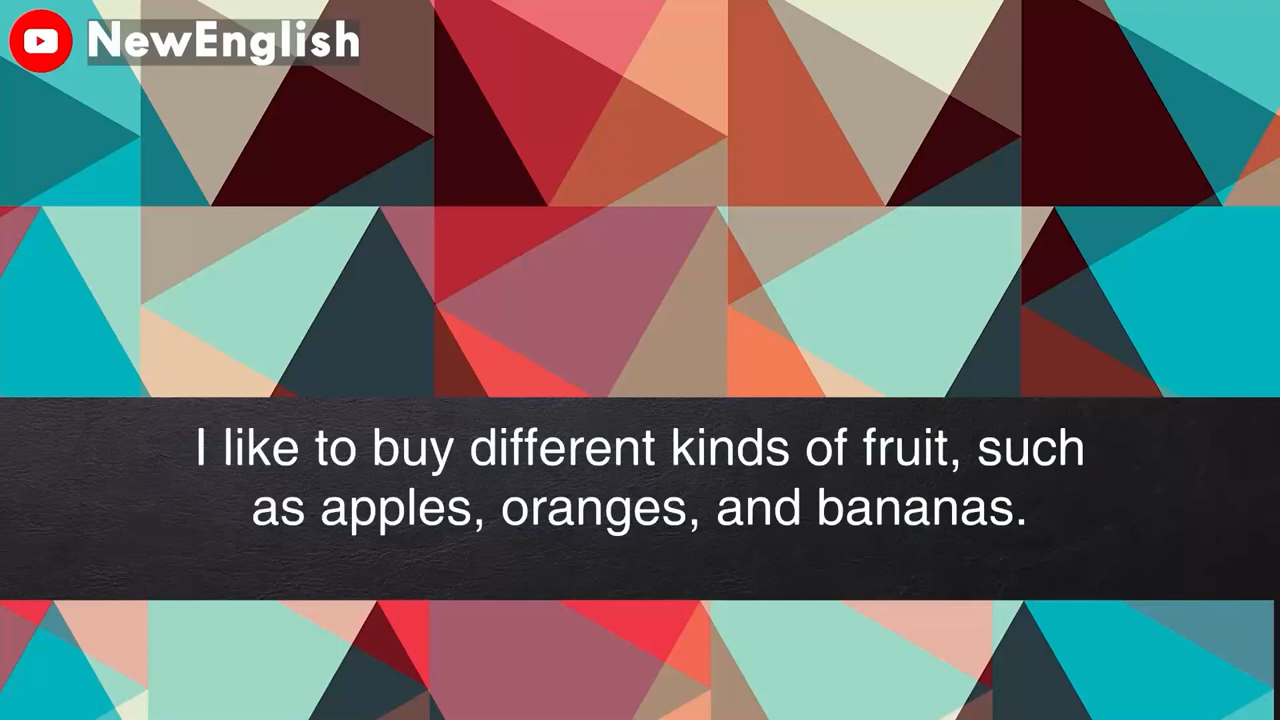 NewEnglish
I like to buy different kinds of fruit, such
as apples, oranges, and bananas.